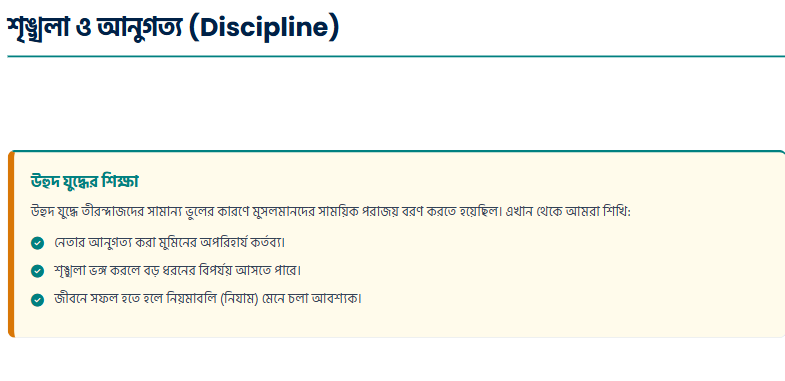 শৃঙ্খলা ও আনুগত্য (Discipline)
উহুদ যুদ্ধের শিক্ষা
উহুদ যুদ্ধে তীরন্দাজদের সামান্য ভুলের কারণে মুসলমানদের সাময়িক পরাজয় বরণ করতে হয়েছিল। এখান থেকে আমরা শিখি:
নেতার আনুগত্য করা মুমিনের অপরিহার্য কর্তব্য।
শৃঙ্খলা ভঙ্গ করলে বড় ধরনের বিপর্যয় আসতে পারে।
জীবনে সফল হতে হলে নিয়মাবলি (নিযাম) মেনে চলা আবশ্যক।